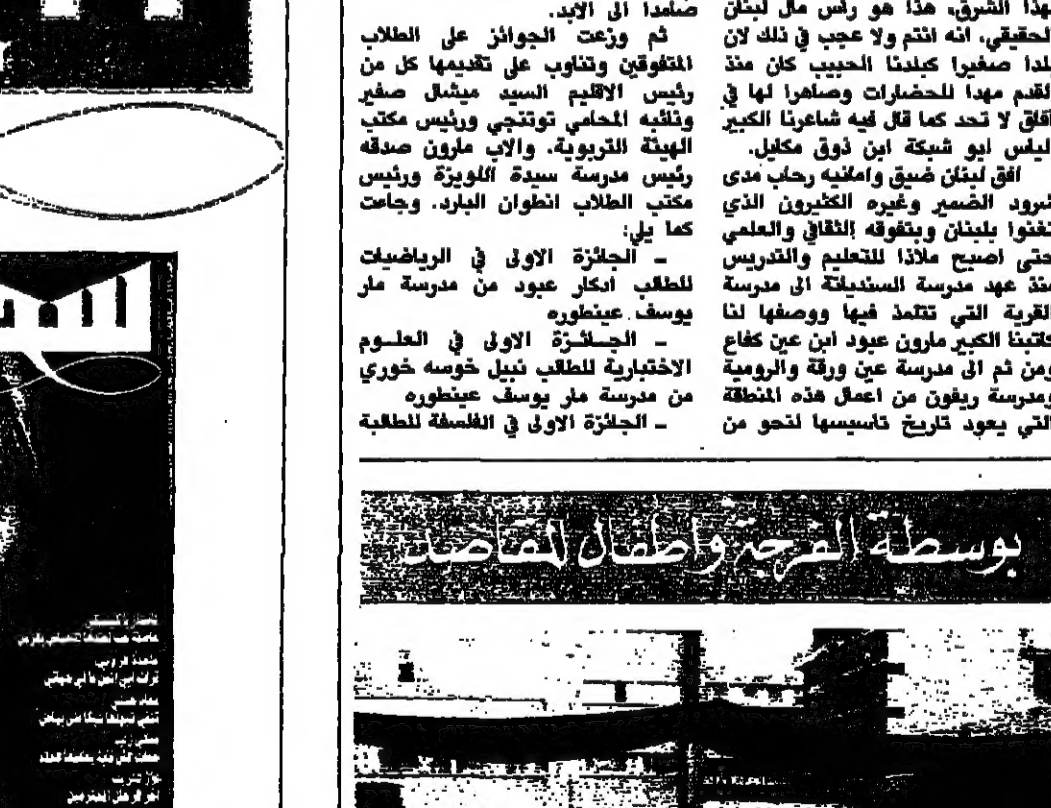 بهذا الشرق، هذا هو راس مال لبنان
الحقيقي، انه انتم ولا عجب في ذلك لان
بلدا صغيرا كبلدنا الحبيب كان منذ
القدم مهدا للحضارات وصاهرا لها في
آفاق لا تحد كما قال فيه شاعرنا الكبير
الياس ابو شبكة ابن ذوق مكايل.
افق لبنان ضيق وامانيه رحاب مدى
شرود الضمير وغيره الكثيرون الذي
تغنوا بلبنان وبتفوقه الثقافي والعلمي
حتى اصبح ملاذا للتعليم والتدريس
منذ عهد مدرسة السنديانة الى مدرسة
القرية التي تتلمذ فيها ووصفها لنا
كاتبنا الكبير مارون عبود ابن عين كفاع
ومن ثم الى مدرسة عين ورقة والرومية
ومدرسة ريفون من اعمال هذه المنطقة
التي يعود تاريخ تاسيسها لنحو من
صامدا الى الابد.
ثم وزعت الجوائز على الطلاب
المتفوقين وتناوب على تقديمها كل من
رئيس الاقليم السيد ميشال صفير
ونائبه المحامي توتنجي ورئيس مكتب
الهيئة التربوية، والاب مارون صدقه
رئيس مدرسة سيدة اللويزة ورئيس
مكتب الطلاب انطوان البارد. وجاءت
كما يلي:
ـ الجائزة الاولى في الرياضيات
للطالب ادكار عبود من مدرسة مار
يوسف عينطوره
ـ الجائزة الاولى في العلوم
الاختبارية للطالب نبيل خوسه خوري
من مدرسة مار يوسف عينطوره
ـ الجائزة الاولى في الفلسفة للطالبة
بوسطة الفرجة واطفال المقاصد